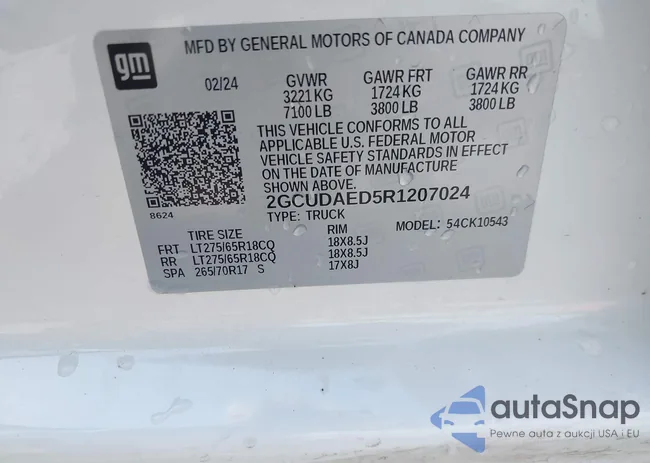 MFD BY GENERAL MOTORS OF CANADA COMPANY
gm
02/24 GVWR GAWR FRT GAWR RR
3221 KG 1724 KG 1724 KG
7100 LB 3800 LB 3800 LB
THIS VEHICLE CONFORMS TO ALL
APPLICABLE U.S. FEDERAL MOTOR
VEHICLE SAFETY STANDARDS IN EFFECT
ON THE DATE OF MANUFACTURE
SHOWN ABOVE.
2GCUDAED5R1207024
8624 TYPE: TRUCK MODEL: 54CK10543
TIRE SIZE RIM
FRT LT275/65R18CQ 18X8.5J
RR LT275/65R18CQ 18X8.5J
SPA 265/70R17 S 17X8J
autoSnap
Pewne auta z aukcji USA i EU